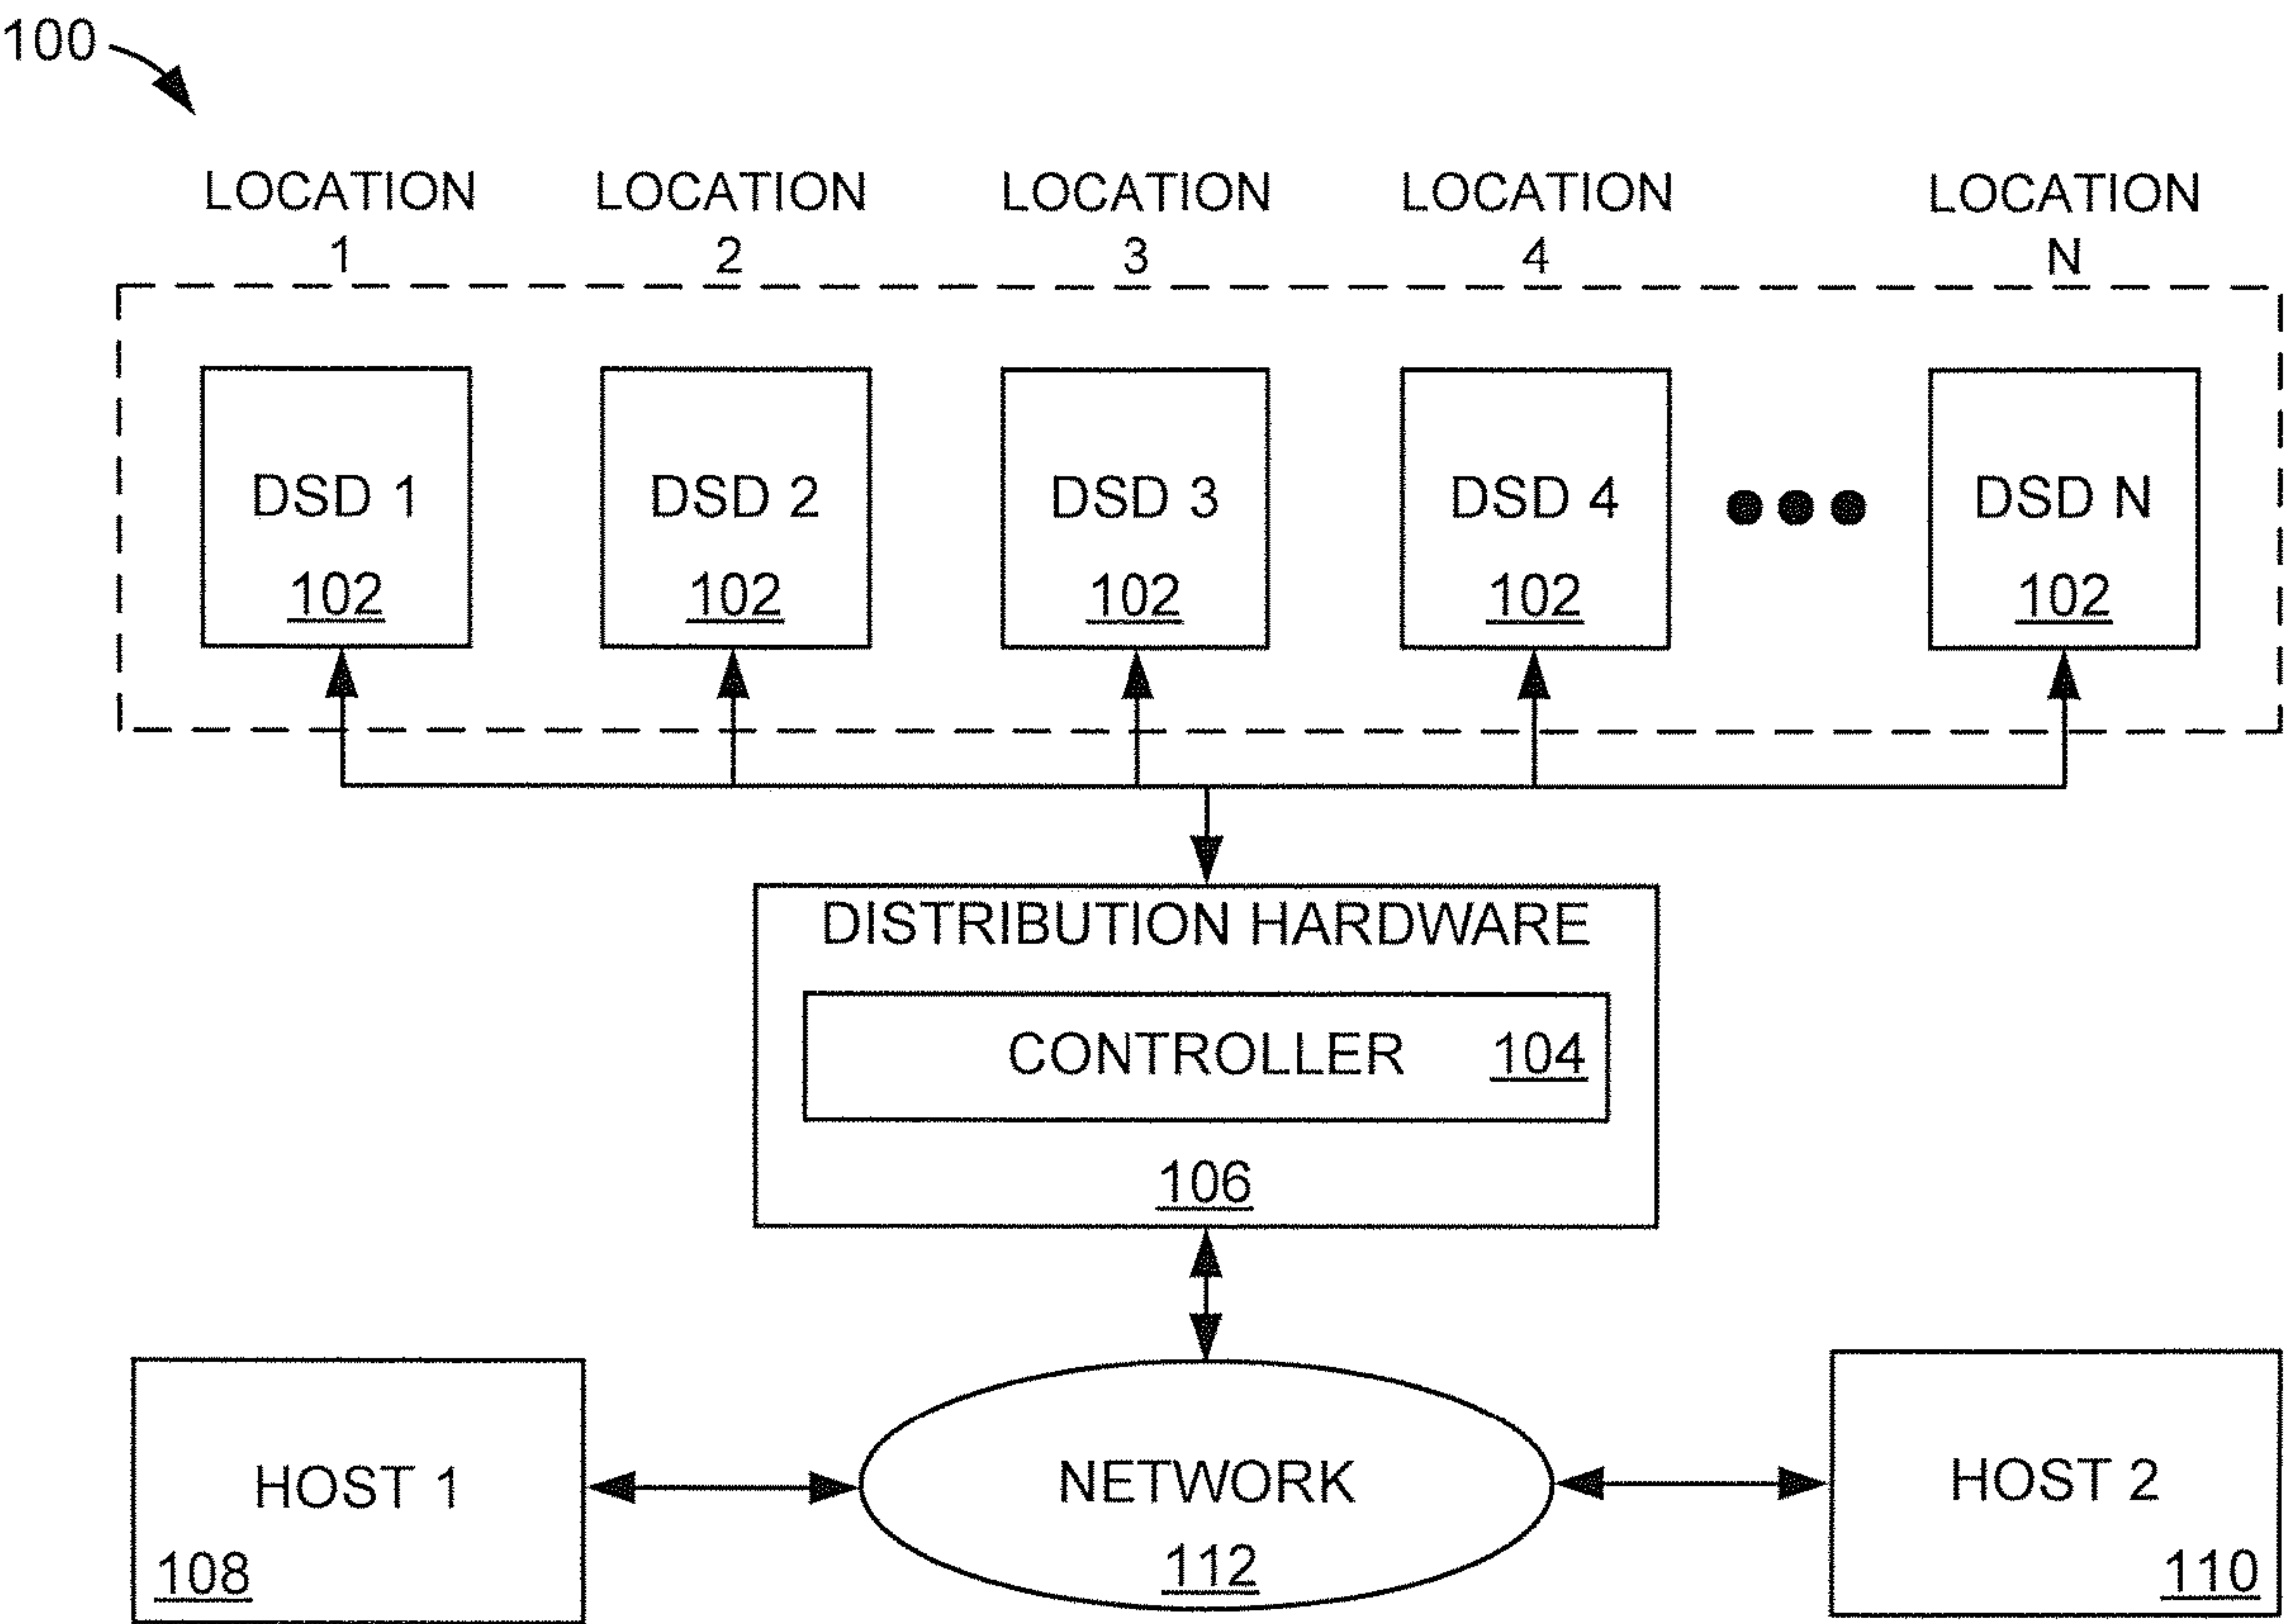 100
LOCATION LOCATION LOCATION LOCATION LOCATION
1 2 3 4 N
DSD 1 DSD 2 DSD 3 DSD 4 DSD N
102 102 102 102 102
DISTRIBUTION HARDWARE
CONTROLLER 104
106
HOST 1 NETWORK HOST 2
108 112 110